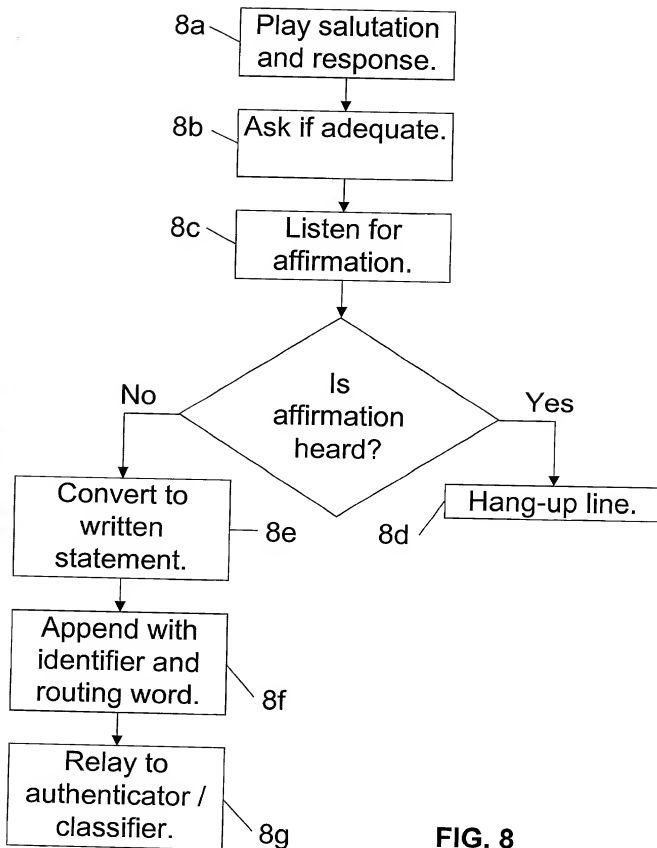 8a
Play salutation
and response.
8b
Ask if adequate.
8c
Listen for
affirmation.
Is
affirmation
heard?
No
Yes
Convert to
written
statement.
8e
8d
Hang-up line.
Append with
identifier and
routing word.
8f
Relay to
authenticator /
classifier.
8g
FIG. 8